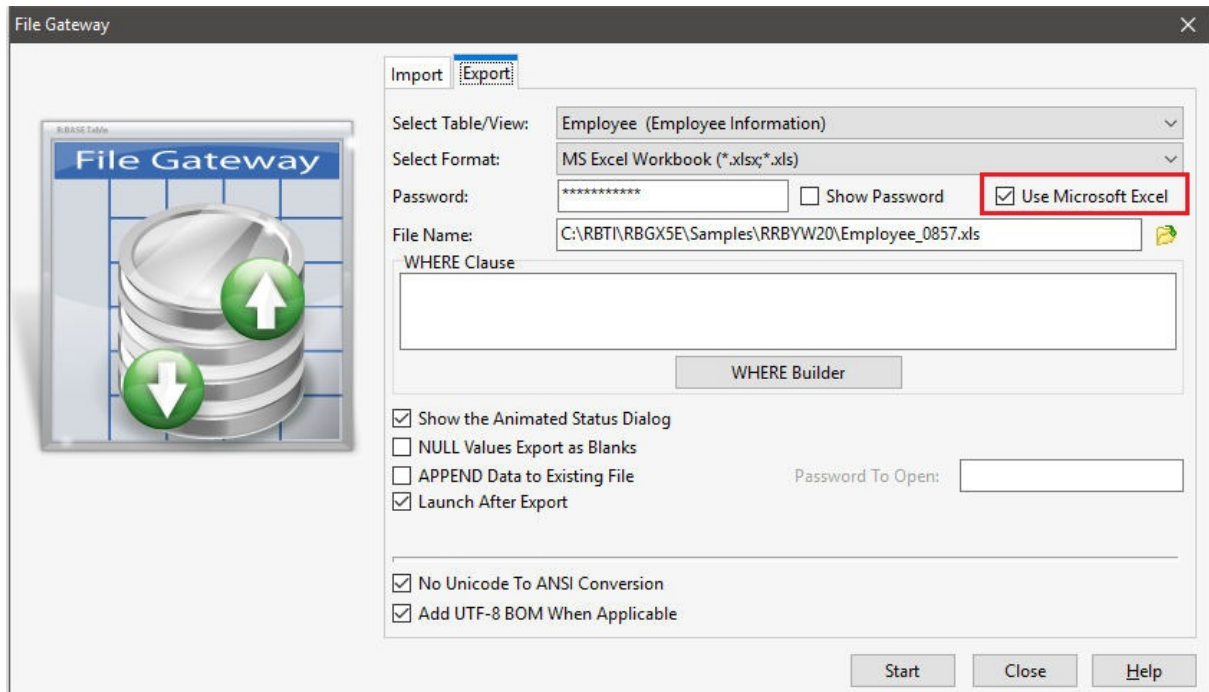 File Gateway
Import Export
R:BASE Table
File Gateway
Select Table/View: Employee (Employee Information)
Select Format: MS Excel Workbook (*.xlsx;*.xls)
Password: *********** Show Password Use Microsoft Excel
File Name: C:\RBTI\RBGX5E\Samples\RRBYW20\Employee_0857.xls
WHERE Clause
WHERE Builder
Show the Animated Status Dialog
NULL Values Export as Blanks
APPEND Data to Existing File Password To Open:
Launch After Export
No Unicode To ANSI Conversion
Add UTF-8 BOM When Applicable
Start Close Help